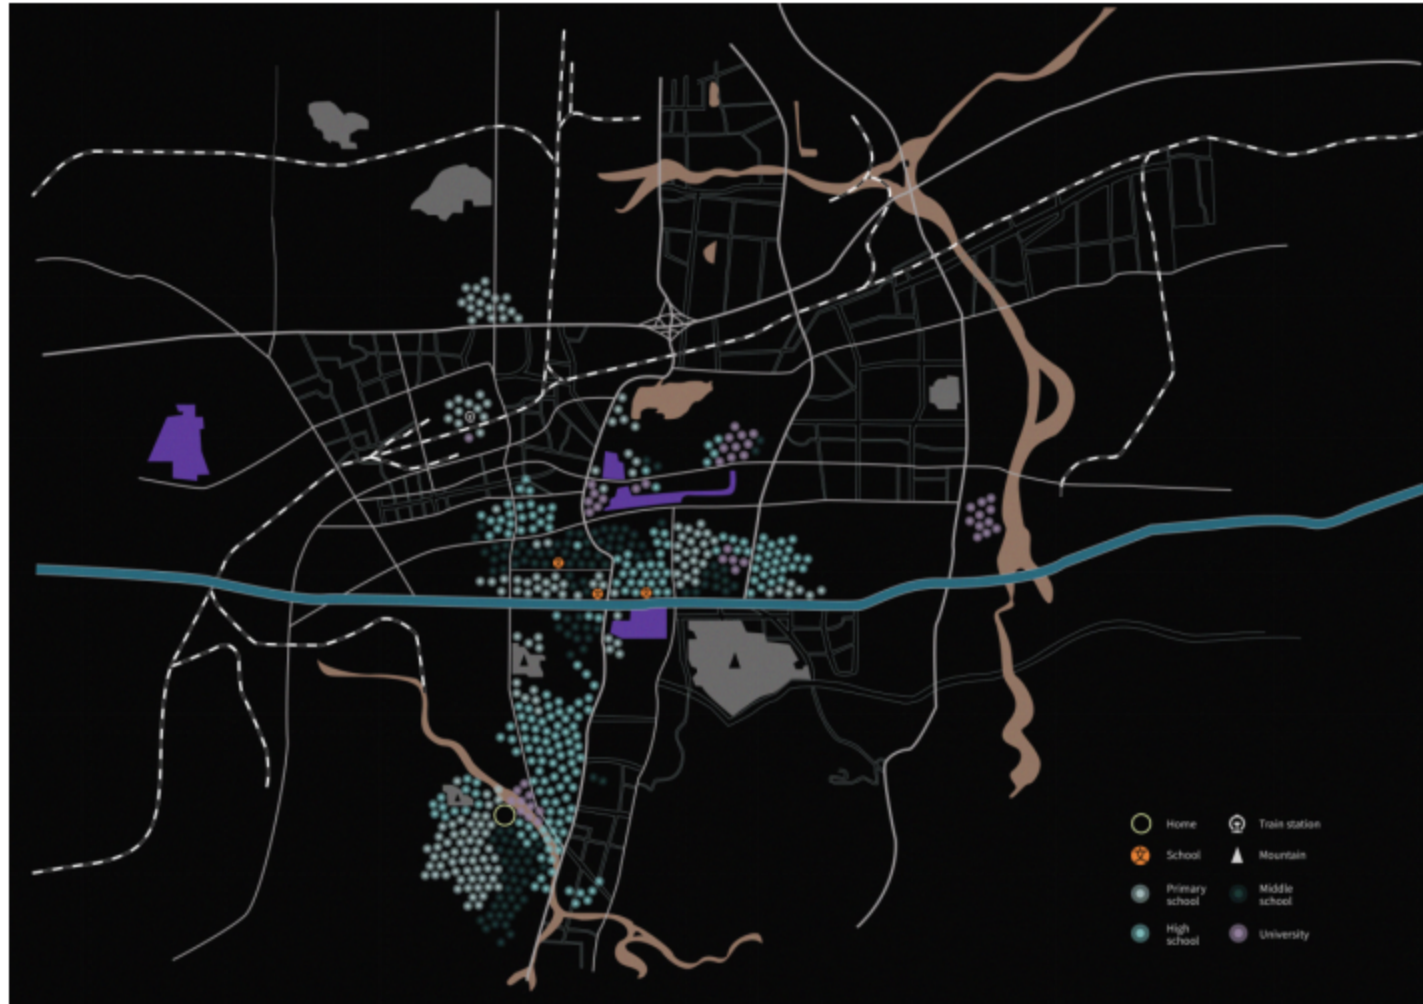 Home
Train station
School
Mountain
Primary
school
Middle
school
High
school
University